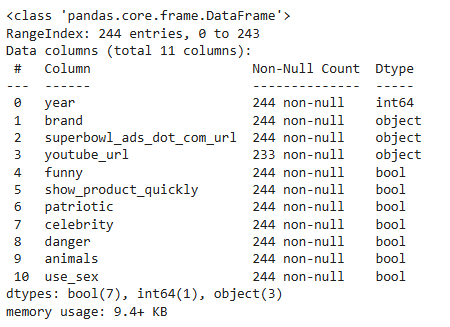 <class 'pandas.core.frame.DataFrame'>
RangeIndex: 244 entries, 0 to 243
Data columns (total 11 columns):
 #   Column                    Non-Null Count  Dtype
---  ------                    --------------  -----
 0   year                      244 non-null    int64
 1   brand                     244 non-null    object
 2   superbowl_ads_dot_com_url  244 non-null    object
 3   youtube_url               233 non-null    object
 4   funny                     244 non-null    bool
 5   show_product_quickly      244 non-null    bool
 6   patriotic                 244 non-null    bool
 7   celebrity                 244 non-null    bool
 8   danger                    244 non-null    bool
 9   animals                   244 non-null    bool
 10  use_sex                   244 non-null    bool
dtypes: bool(7), int64(1), object(3)
memory usage: 9.4+ KB